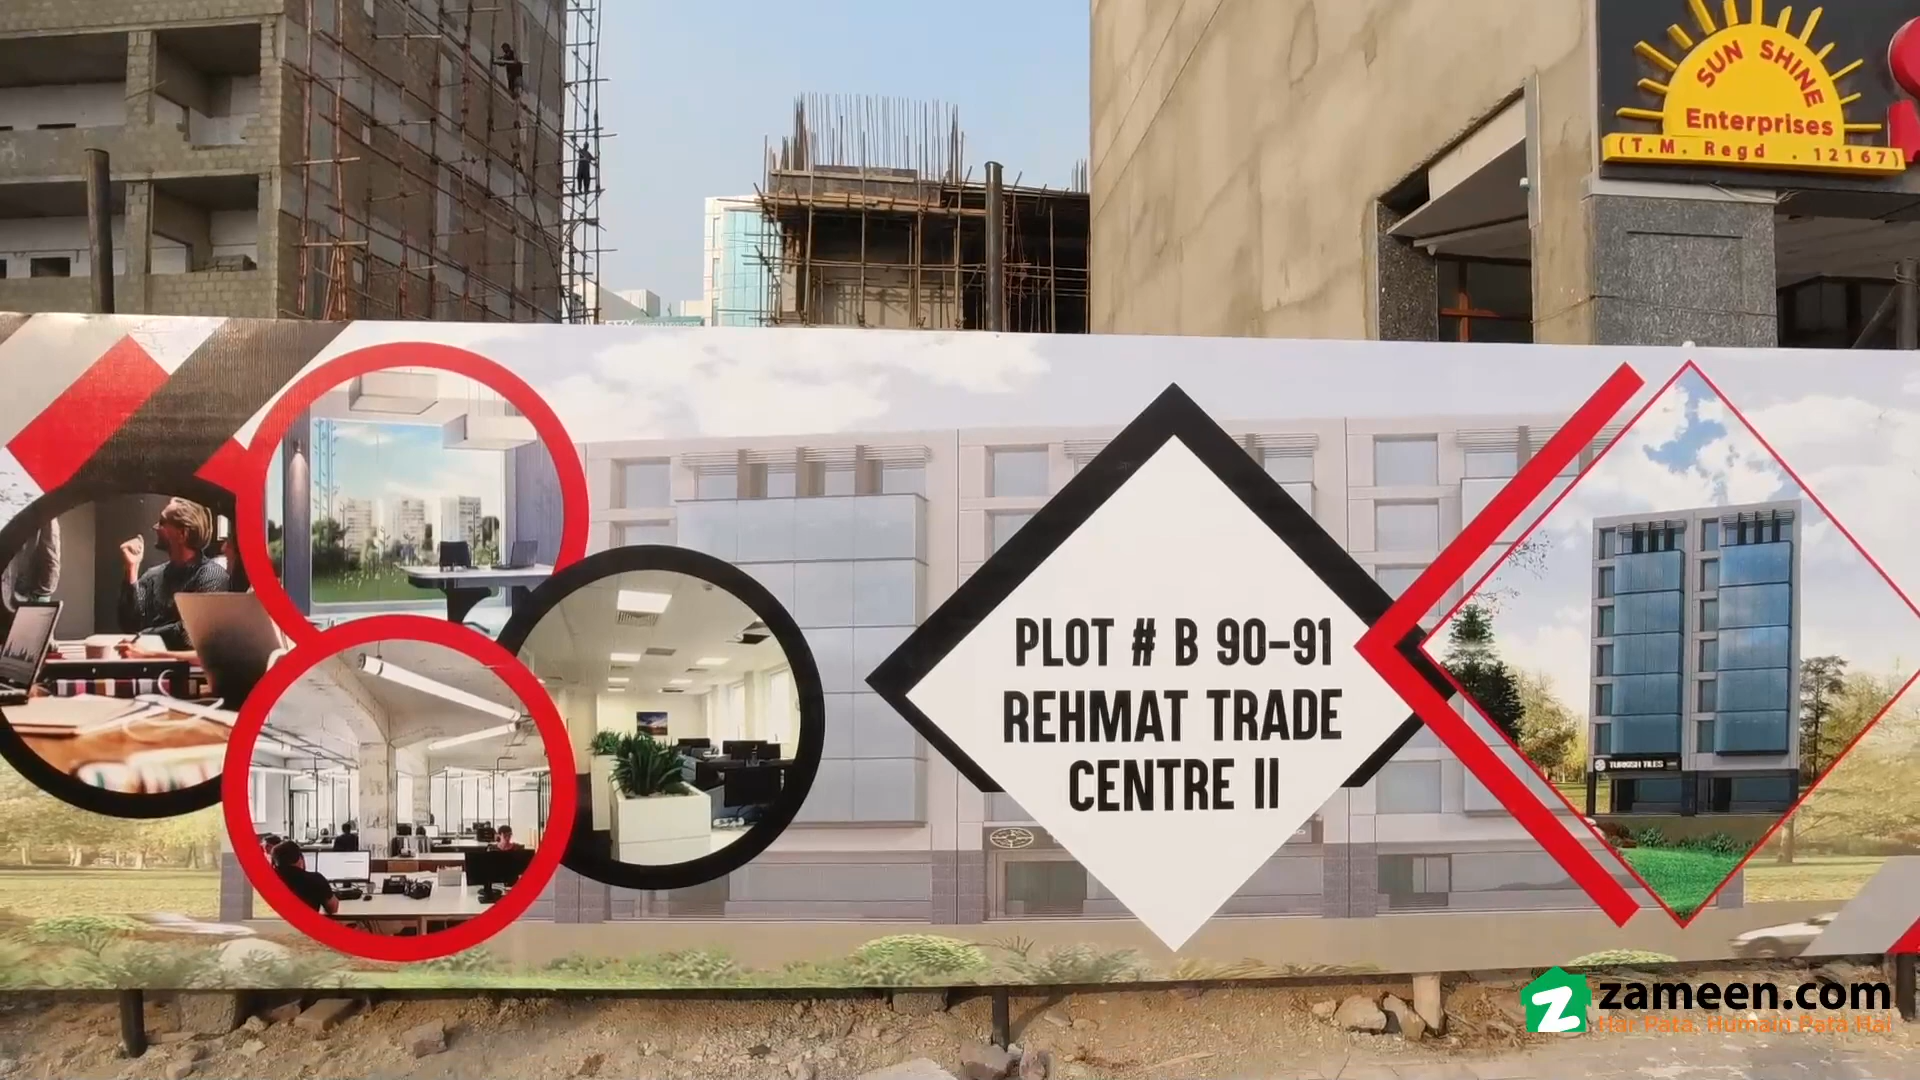 SUN SHINE
Enterprises
(T.M. Regd . 12167)
PLOT # B 90-91
REHMAT TRADE
CENTRE II
TURKISH TILES
zameen.com
Har Pata, Humain Pata Hai